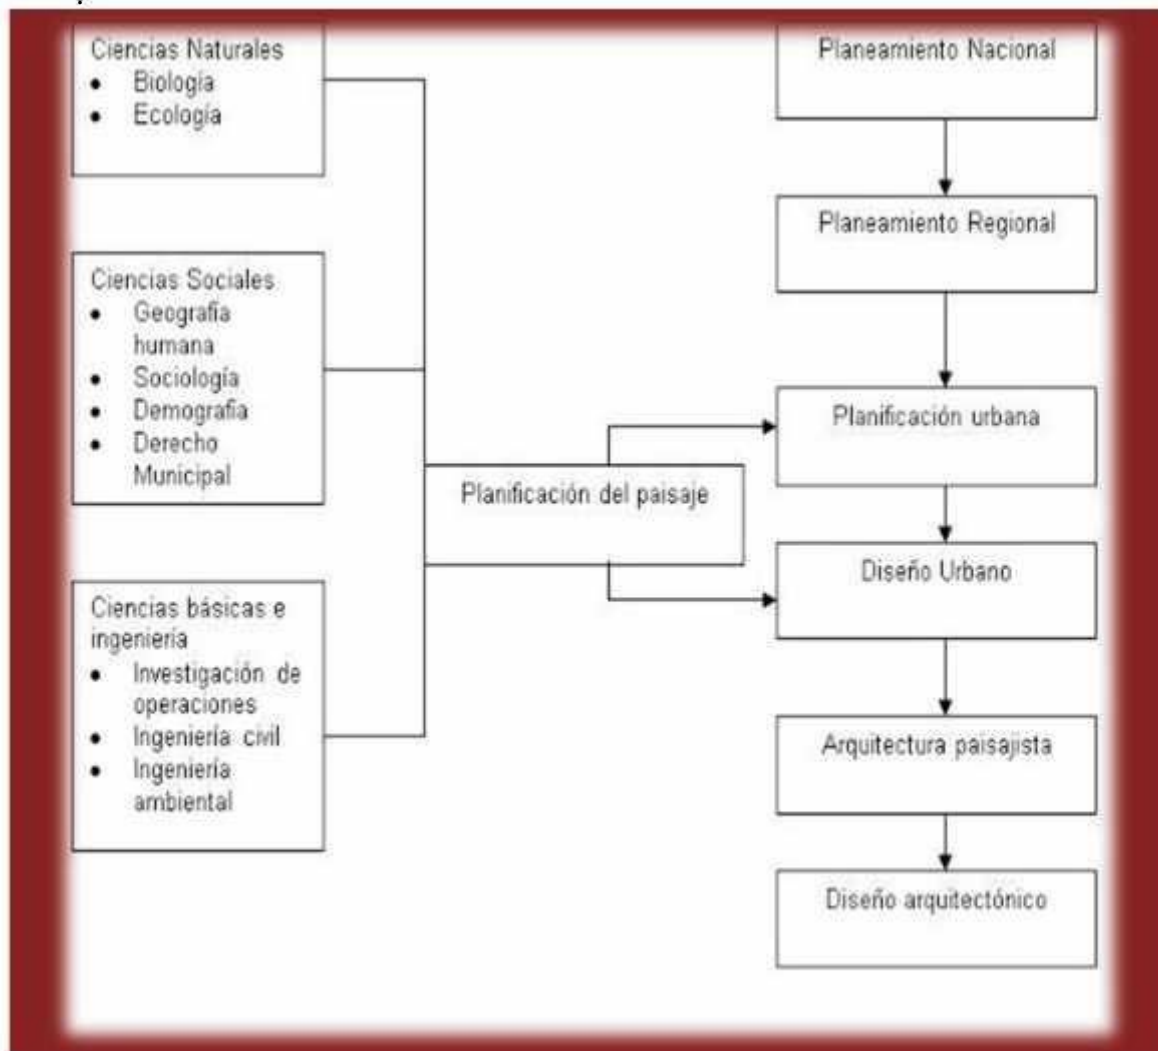 Ciencias Naturales
• Biología
• Ecología
Ciencias Sociales
• Geografía
humana
• Sociología
• Demografía
• Derecho
Municipal
Ciencias básicas e
ingeniería
• Investigación de
operaciones
• Ingeniería civil
• Ingeniería
ambiental
Planificación del paisaje
Planeamiento Nacional
Planeamiento Regional
Planificación urbana
Diseño Urbano
Arquitectura paisajista
Diseño arquitectónico